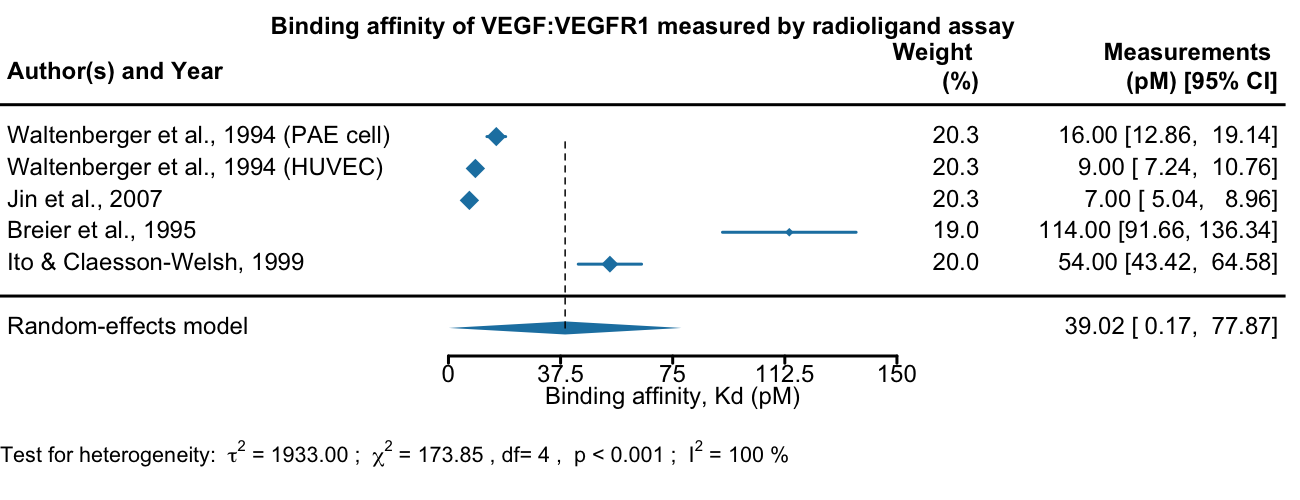 Binding affinity of VEGF:VEGFR1 measured by radioligand assay
Author(s) and Year Weight (%) Measurements (pM) [95% CI]
Waltenberger et al., 1994 (PAE cell) 20.3 16.00 [12.86, 19.14]
Waltenberger et al., 1994 (HUVEC) 20.3 9.00 [ 7.24, 10.76]
Jin et al., 2007 20.3 7.00 [ 5.04, 8.96]
Breier et al., 1995 19.0 114.00 [91.66, 136.34]
Ito & Claesson-Welsh, 1999 20.0 54.00 [43.42, 64.58]
Random-effects model 39.02 [ 0.17, 77.87]
0 37.5 75 112.5 150
Binding affinity, Kd (pM)
Test for heterogeneity: τ² = 1933.00 ; χ² = 173.85 , df= 4 , p < 0.001 ; I² = 100 %